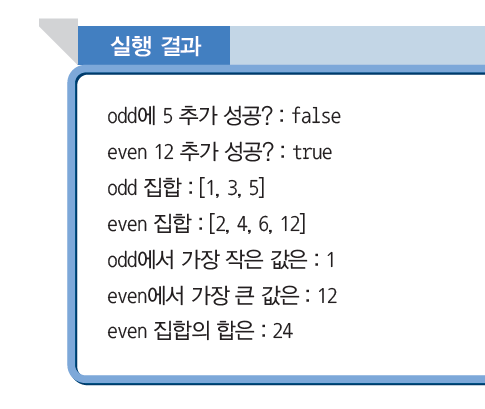 실행 결과
odd에 5 추가 성공? : false
even 12 추가 성공? : true
odd 집합 : [1, 3, 5]
even 집합 : [2, 4, 6, 12]
odd에서 가장 작은 값은 : 1
even에서 가장 큰 값은 : 12
even 집합의 합은 : 24